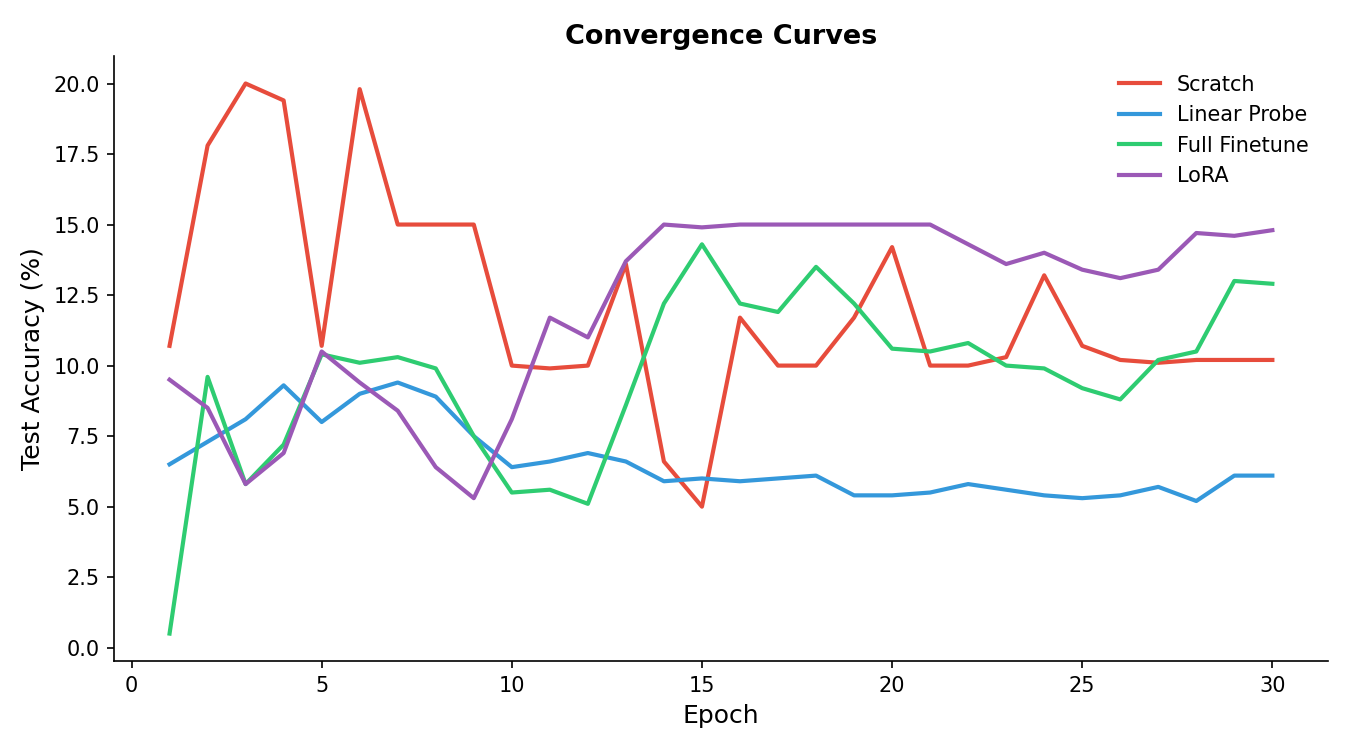 Convergence Curves
Test Accuracy (%)
20.0
17.5
15.0
12.5
10.0
7.5
5.0
2.5
0.0
Scratch
Linear Probe
Full Finetune
LoRA
0 5 10 15 20 25 30
Epoch